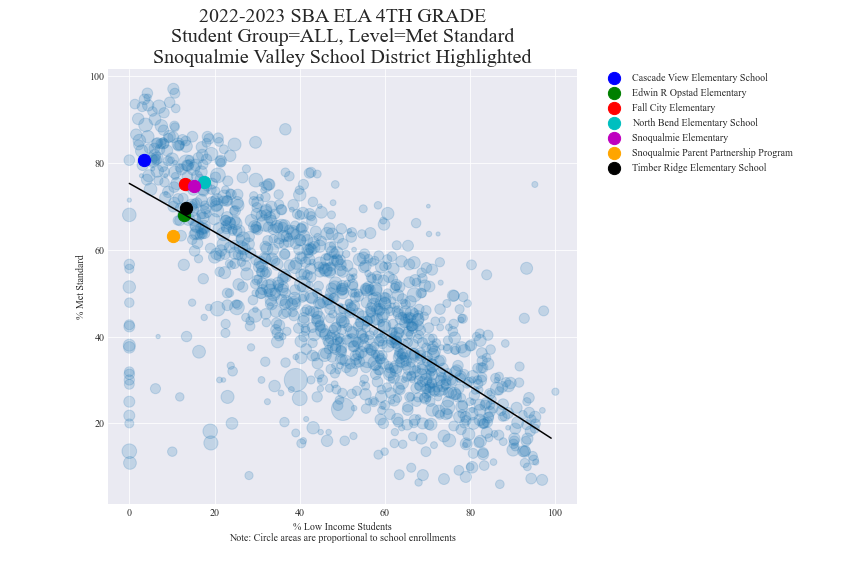 2022-2023 SBA ELA 4TH GRADE
Student Group=ALL, Level=Met Standard
Snoqualmie Valley School District Highlighted
100
80
60
40
20
% Met Standard
0 20 40 60 80 100
% Low Income Students
Note: Circle areas are proportional to school enrollments
Cascade View Elementary School
Edwin R Opstad Elementary
Fall City Elementary
North Bend Elementary School
Snoqualmie Elementary
Snoqualmie Parent Partnership Program
Timber Ridge Elementary School